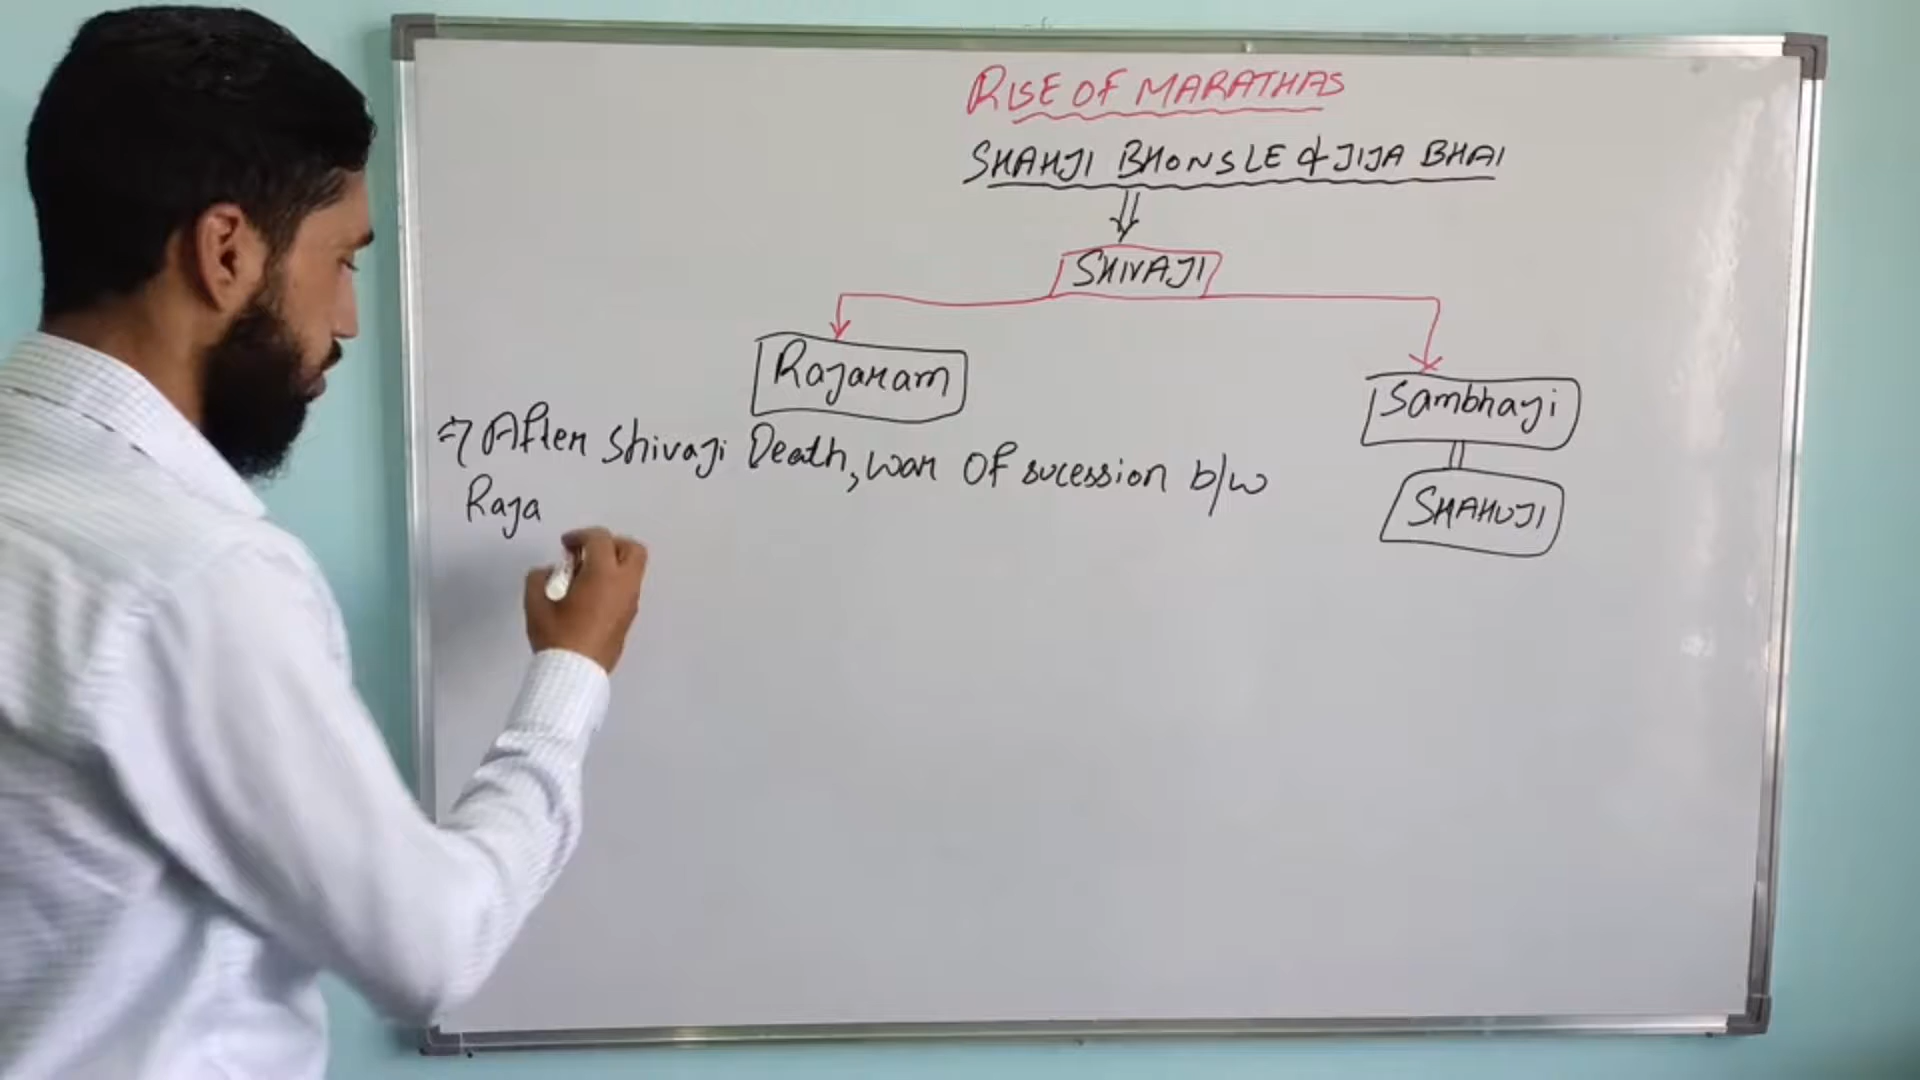 RISE OF MARATHAS
SHAHJI BHONSLE & JIJA BHAI
SHIVAJI
Rajaram
Sambhaji
SHAHUJI
⇒ After Shivaji Death, war Of sucession b/w
Raja